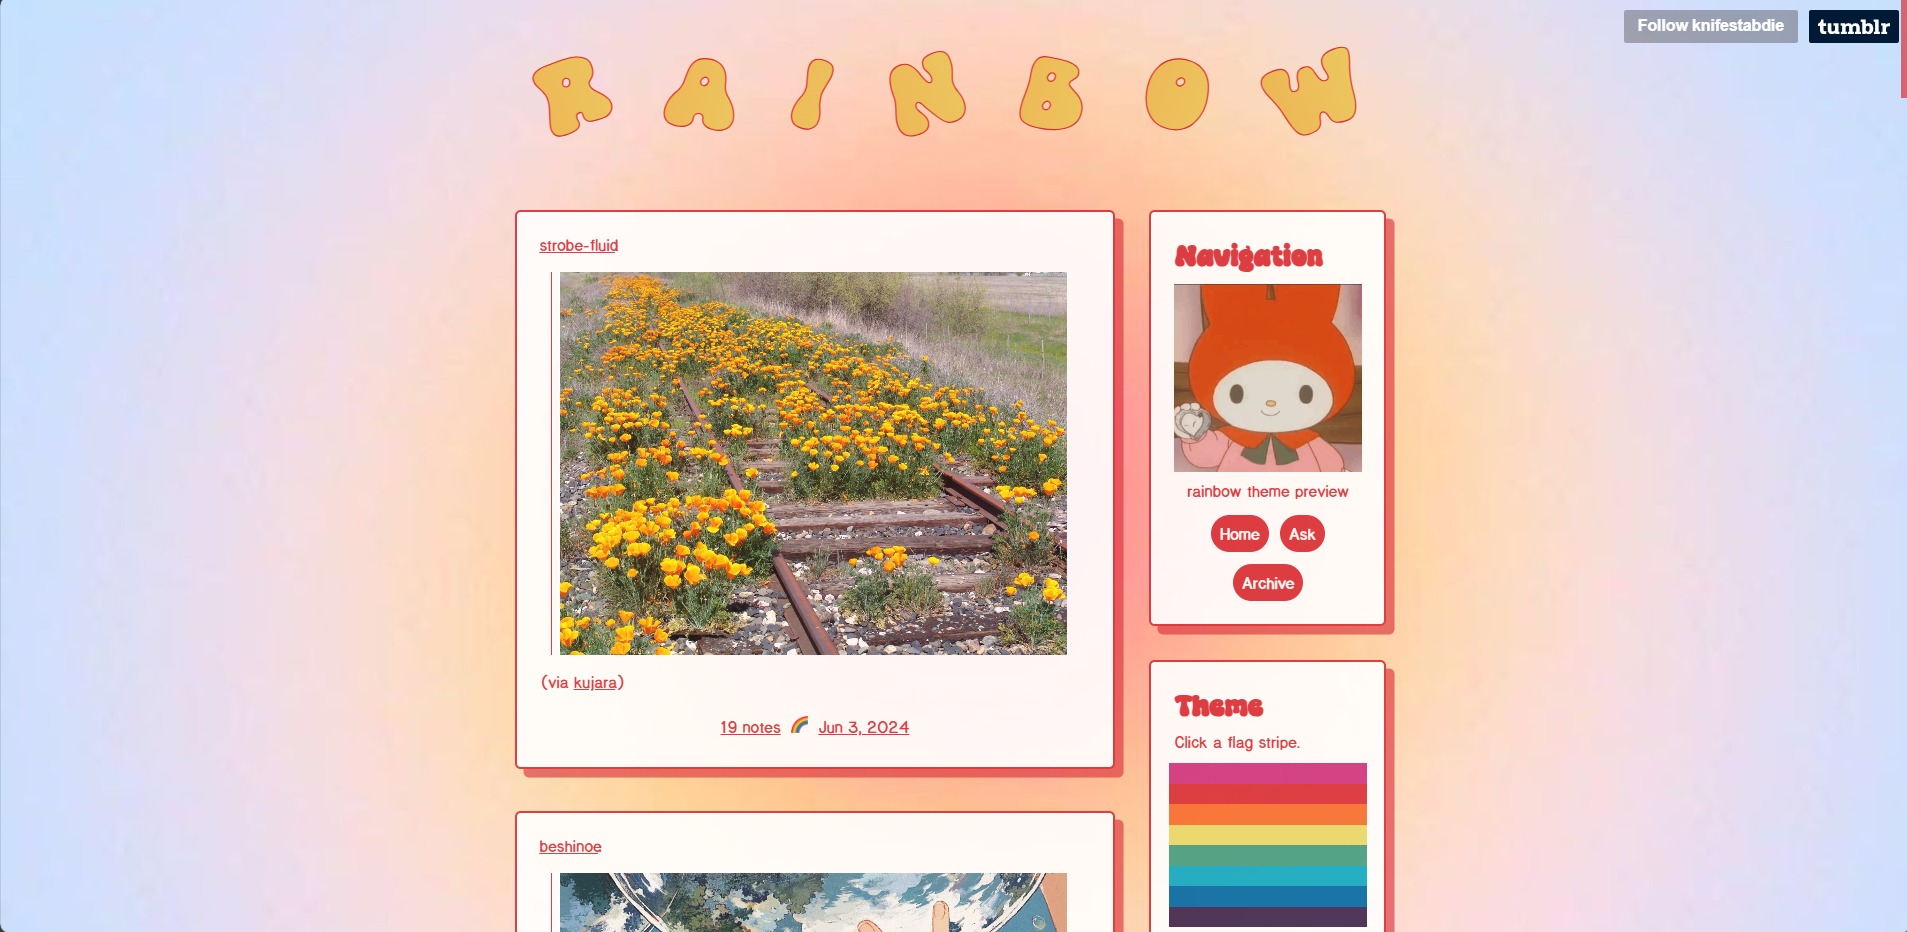 Follow knifestabdie
tumblr
RAINBOW
strobe-fluid
(via kujara)
19 notes 🌈 Jun 3, 2024
beshinoe
Navigation
rainbow theme preview
Home Ask
Archive
Theme
Click a flag stripe.